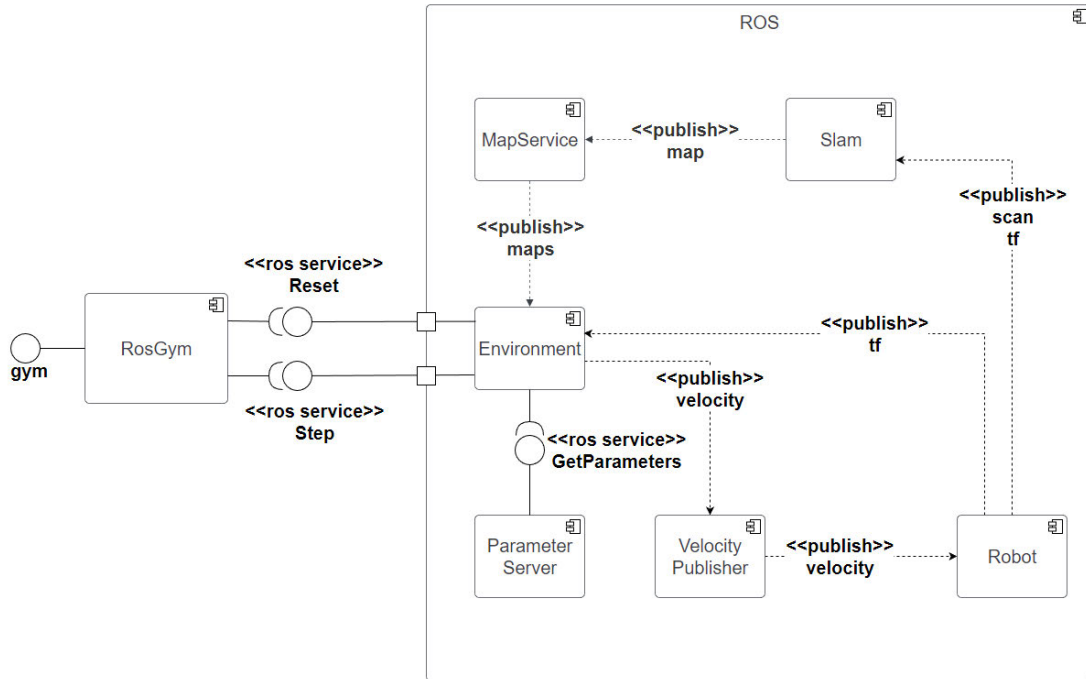 ROS
MapService
<<publish>>
map
Slam
<<publish>>
maps
<<publish>>
scan
tf
<<ros service>>
Reset
gym
RosGym
Environment
<<publish>>
tf
<<publish>>
velocity
<<ros service>>
Step
<<ros service>>
GetParameters
Parameter
Server
Velocity
Publisher
<<publish>>
velocity
Robot